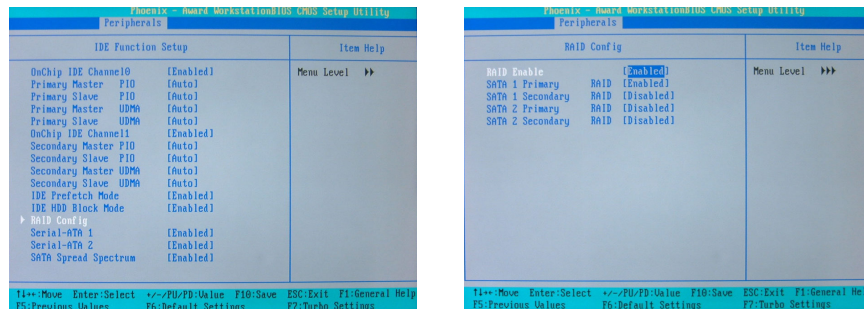 Phoenix - Award WorkstationBIOS CMOS Setup Utility
Peripherals
IDE Function Setup
Item Help
OnChip IDE Channel0 [Enabled]
Primary Master PIO [Auto]
Primary Slave PIO [Auto]
Primary Master UDMA [Auto]
Primary Slave UDMA [Auto]
OnChip IDE Channel1 [Enabled]
Secondary Master PIO [Auto]
Secondary Slave PIO [Auto]
Secondary Master UDMA [Auto]
Secondary Slave UDMA [Auto]
IDE Prefetch Mode [Enabled]
IDE HDD Block Mode [Enabled]
RAID Config
Serial-ATA 1 [Enabled]
Serial-ATA 2 [Enabled]
SATA Spread Spectrum [Enabled]
Menu Level
↑↓↔:Move Enter:Select +/-/PU/PD:Value F10:Save ESC:Exit F1:General Help
F5:Previous Values F6:Default Settings F7:Turbo Settings
Phoenix - Award WorkstationBIOS CMOS Setup Utility
Peripherals
RAID Config
Item Help
RAID Enable [Enabled]
SATA 1 Primary RAID [Enabled]
SATA 1 Secondary RAID [Disabled]
SATA 2 Primary RAID [Disabled]
SATA 2 Secondary RAID [Disabled]
Menu Level
↑↓↔:Move Enter:Select +/-/PU/PD:Value F10:Save ESC:Exit F1:General He
F5:Previous Values F6:Default Settings F7:Turbo Settings